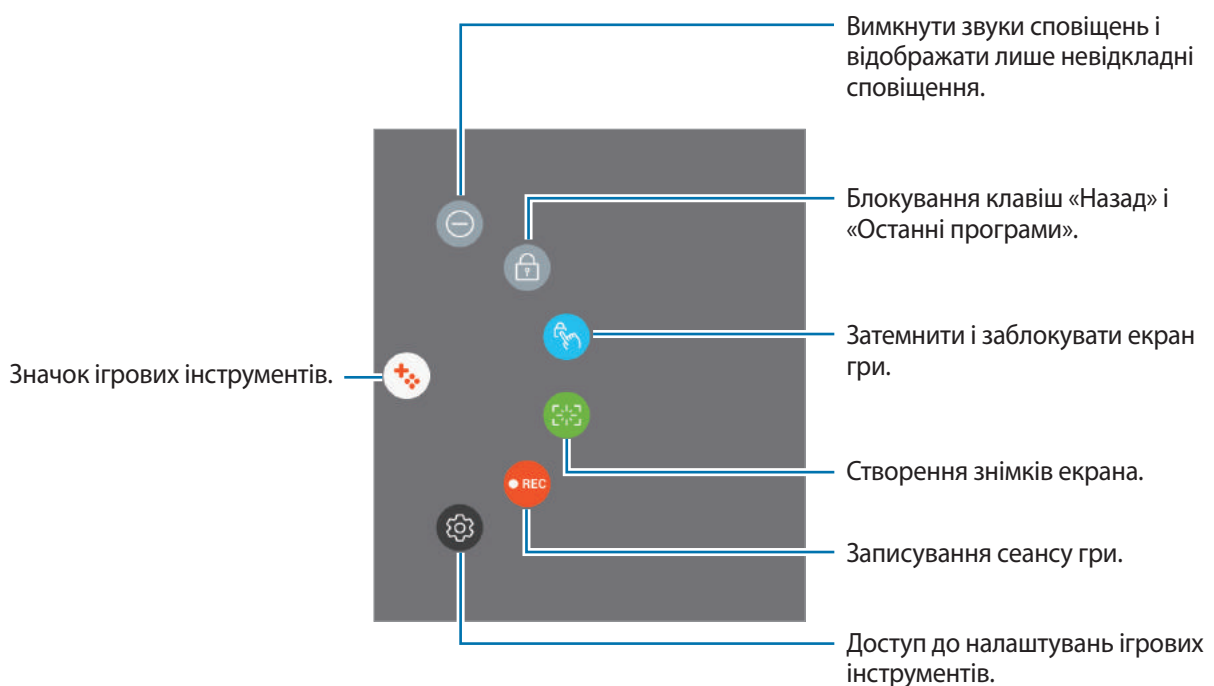 Вимкнути звуки сповіщень і
відображати лише невідкладні
сповіщення.
Блокування клавіш «Назад» і
«Останні програми».
Затемнити і заблокувати екран
гри.
Значок ігрових інструментів.
Створення знімків екрана.
REC
Записування сеансу гри.
Доступ до налаштувань ігрових
інструментів.